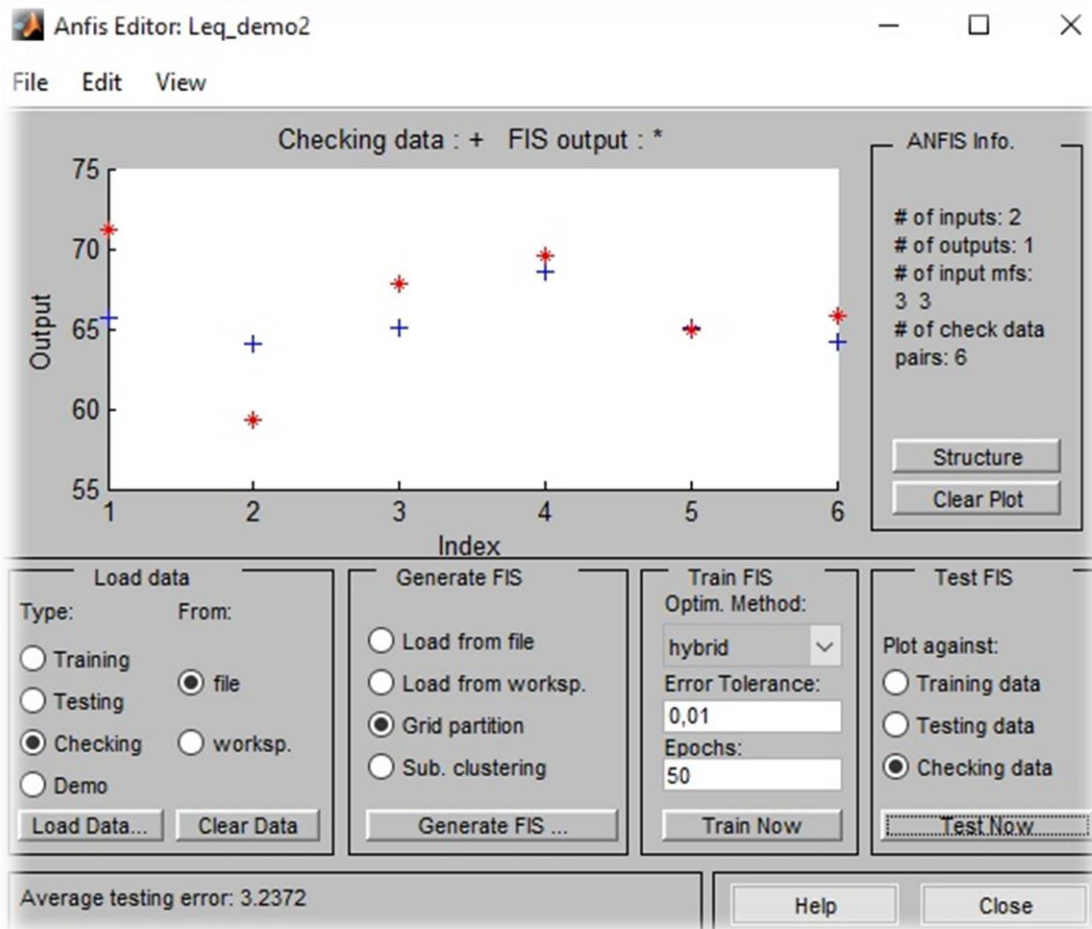 Anfis Editor: Leq_demo2
File Edit View
Checking data : + FIS output : *
75
70
65
60
55
Output
1 2 3 4 5 6
Index
ANFIS Info.
# of inputs: 2
# of outputs: 1
# of input mfs:
3 3
# of check data
pairs: 6
Structure
Clear Plot
Load data
Type: From:
Training
Testing
Checking
Demo
file
worksp.
Load Data...
Clear Data
Generate FIS
Load from file
Load from worksp.
Grid partition
Sub. clustering
Generate FIS ...
Train FIS
Optim. Method:
hybrid
Error Tolerance:
0,01
Epochs:
50
Train Now
Test FIS
Plot against:
Training data
Testing data
Checking data
Test Now
Average testing error: 3.2372
Help
Close